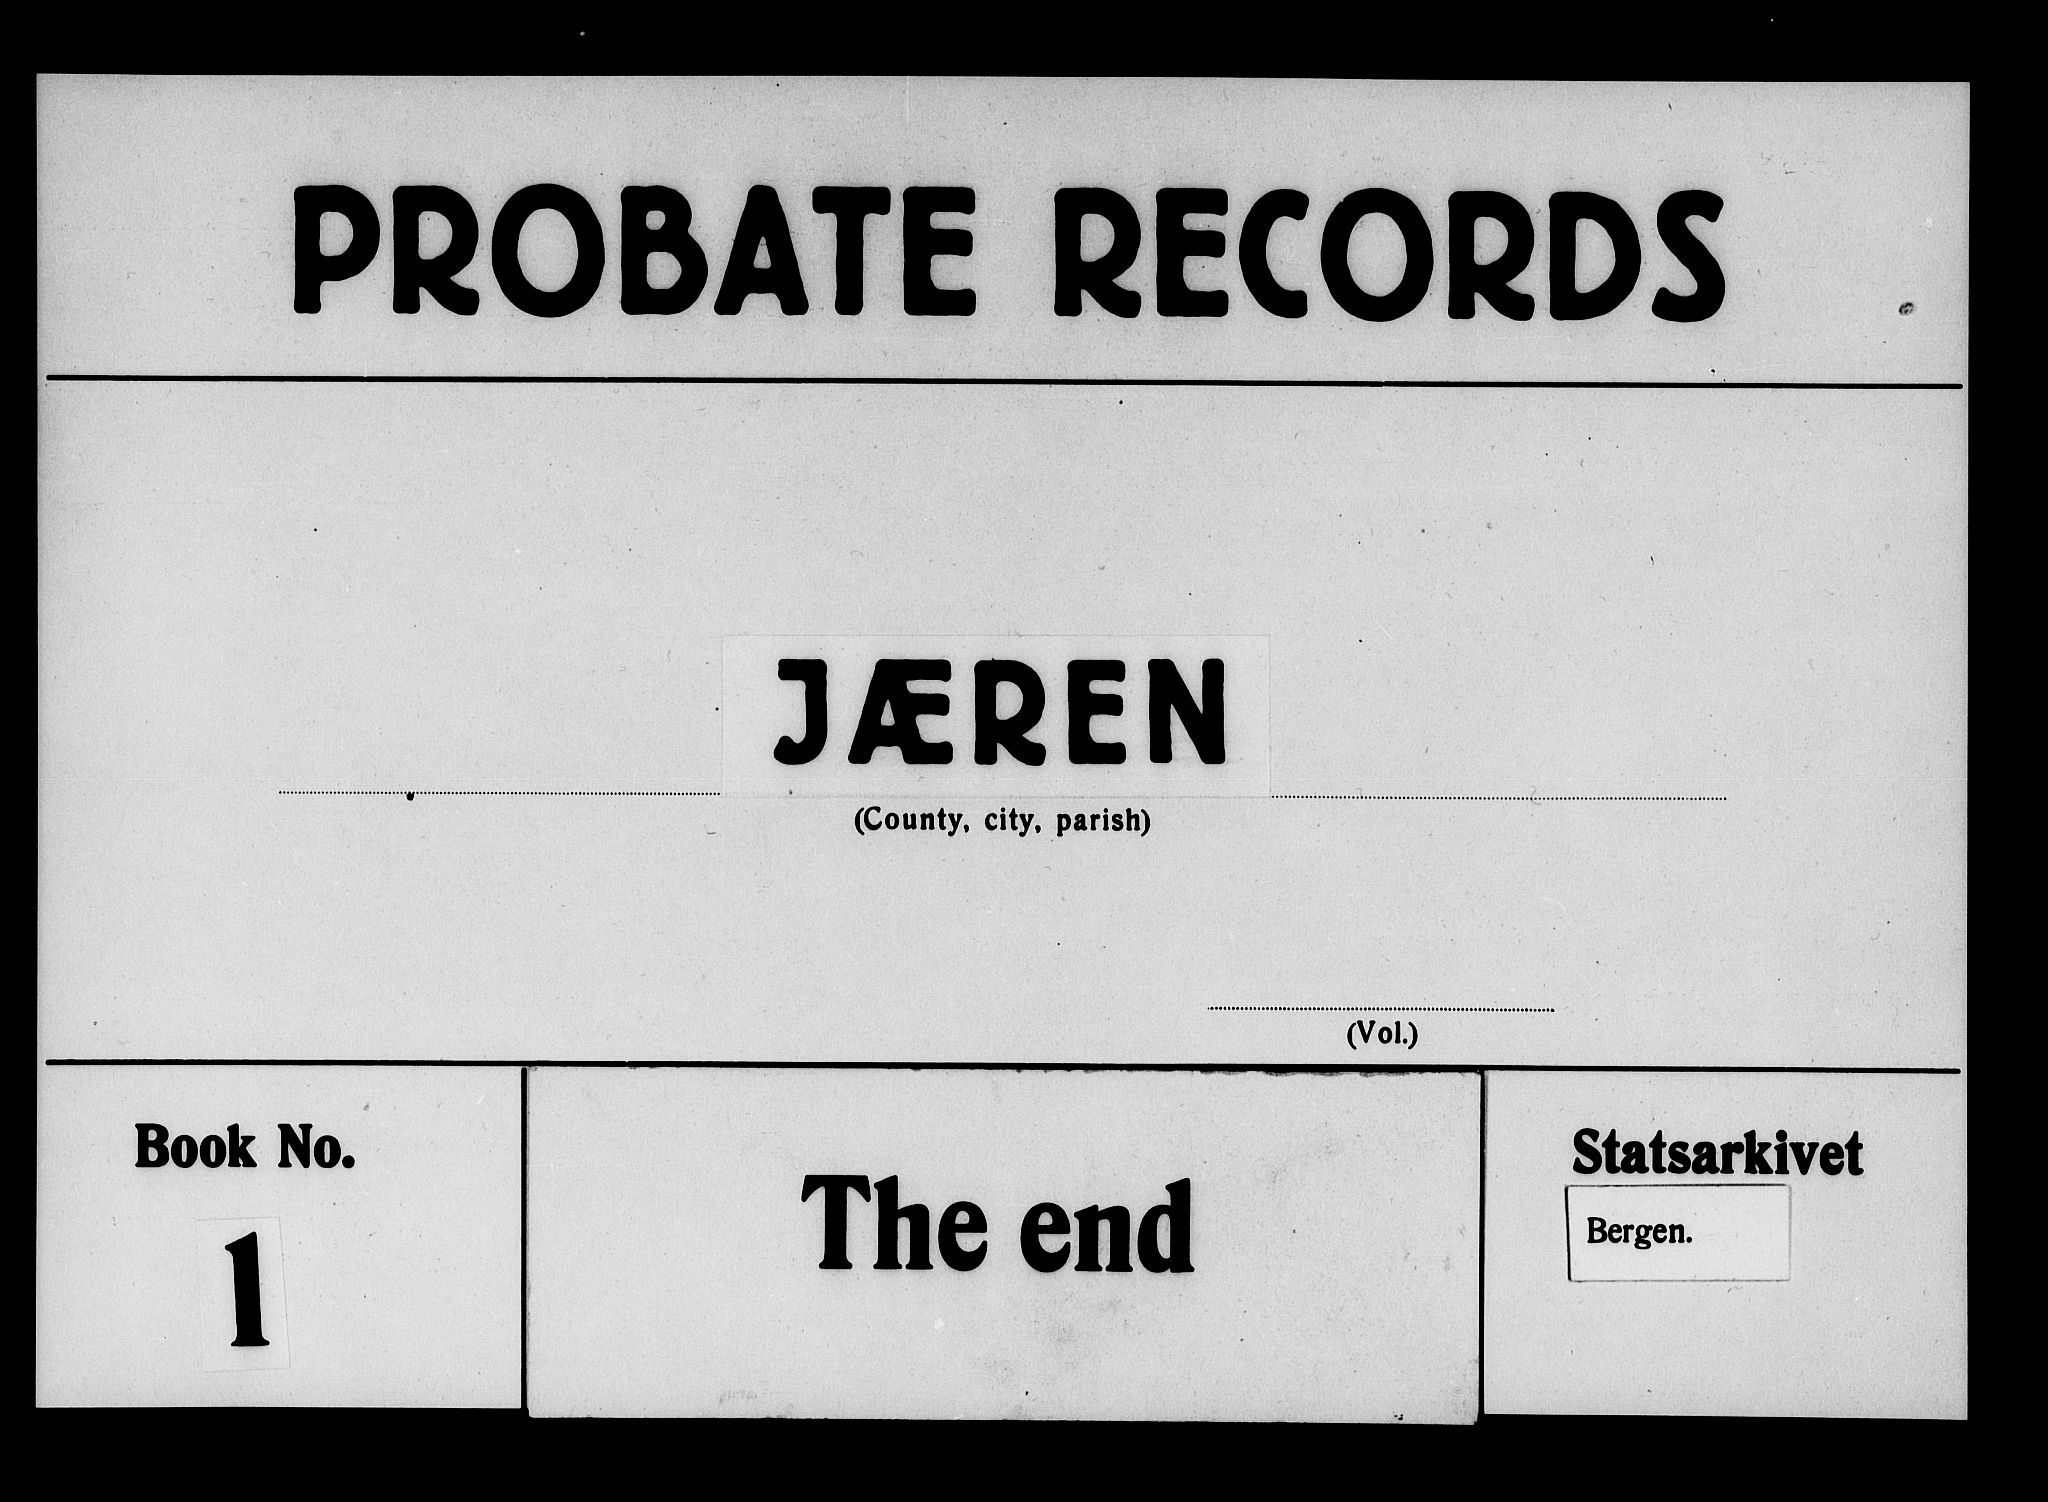 PROBATE RECORDS
JÆREN
(County, city, parish)
(Vol.)
Book No.
1
The end
Statsarkivet
Bergen.